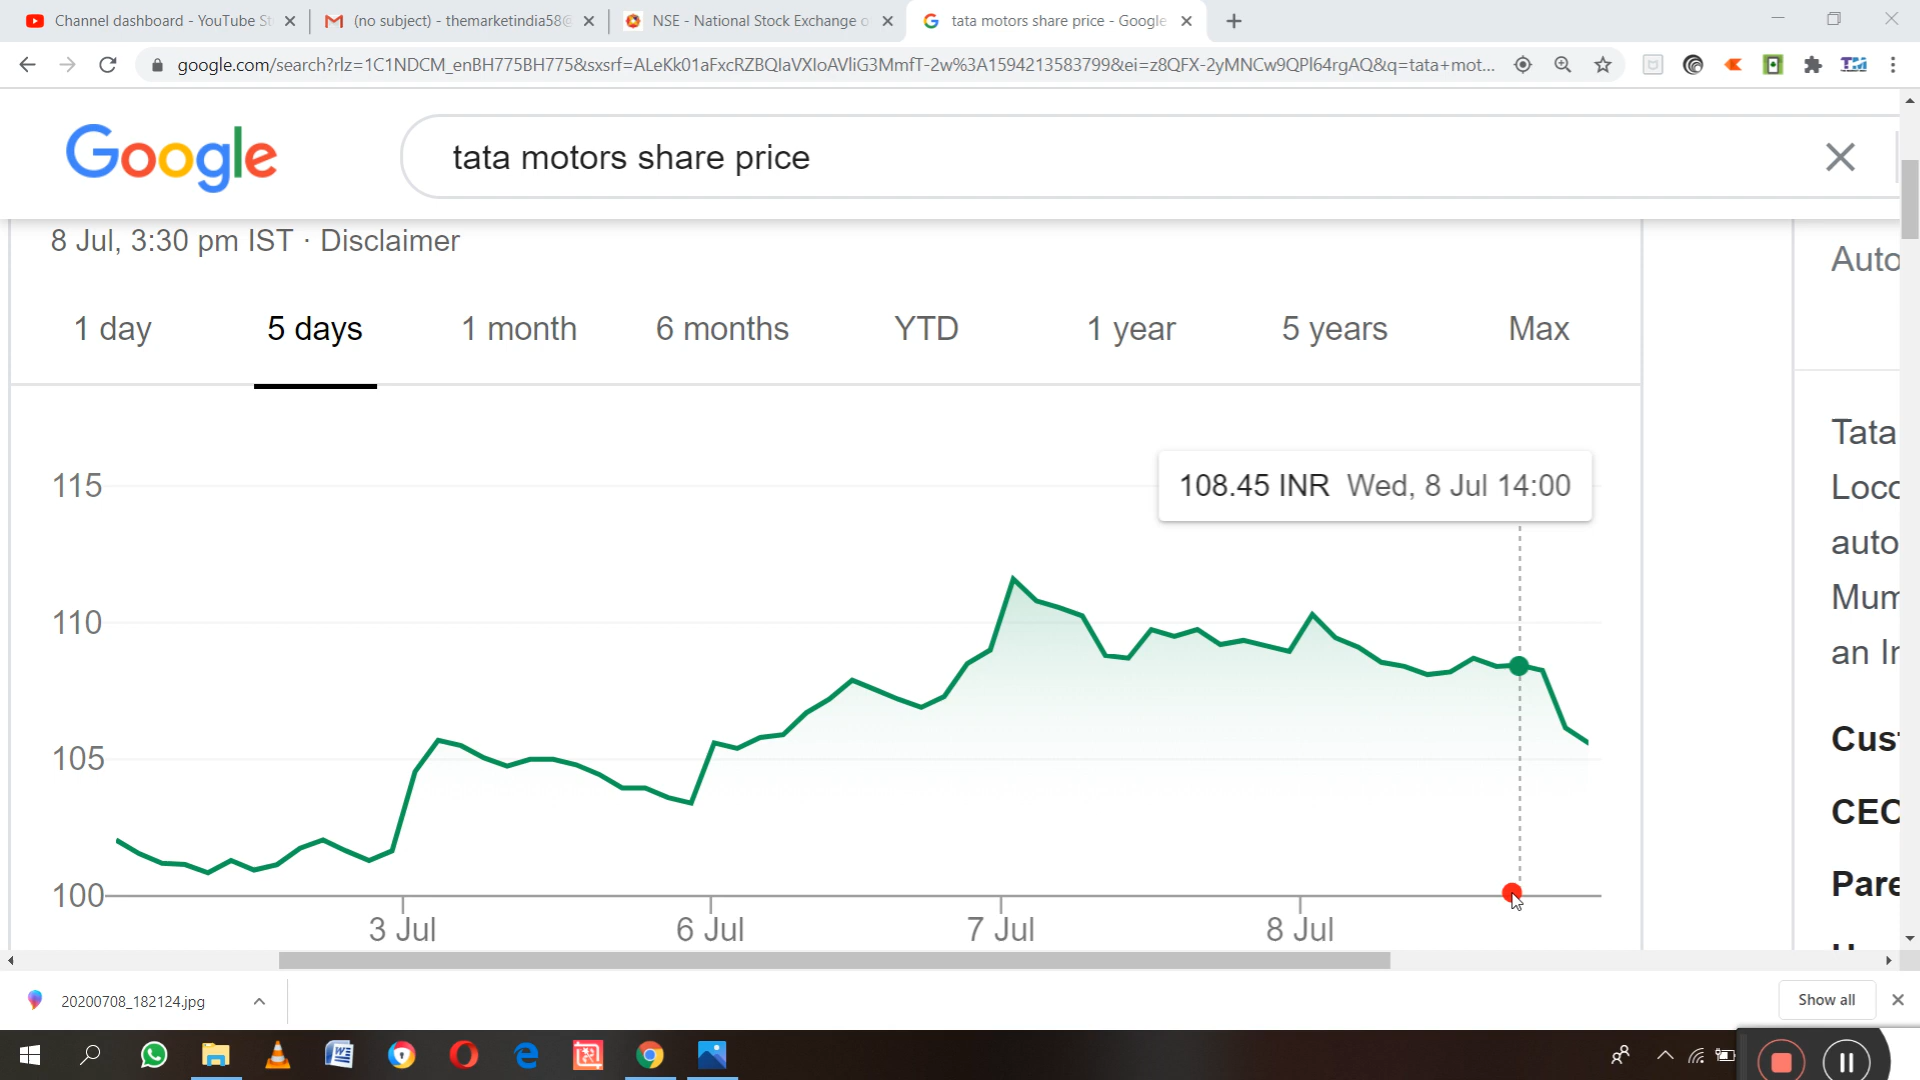 Channel dashboard - YouTube St
(no subject) - themarketindia58@
NSE - National Stock Exchange o
tata motors share price - Google
google.com/search?rlz=1C1NDCM_enBH775BH775&sxsrf=ALeKk01aFxcRZBQIaVXIoAVliG3MmfT-2w%3A1594213583799&ei=z8QFX-2yMNCw9QPl64rgAQ&q=tata+mot...
Google
tata motors share price
8 Jul, 3:30 pm IST · Disclaimer
1 day
5 days
1 month
6 months
YTD
1 year
5 years
Max
108.45 INR Wed, 8 Jul 14:00
115
110
105
100
3 Jul
6 Jul
7 Jul
8 Jul
Auto
Tata
Loco
auto
Mum
an In
Cus
CEO
Pare
20200708_182124.jpg
Show all